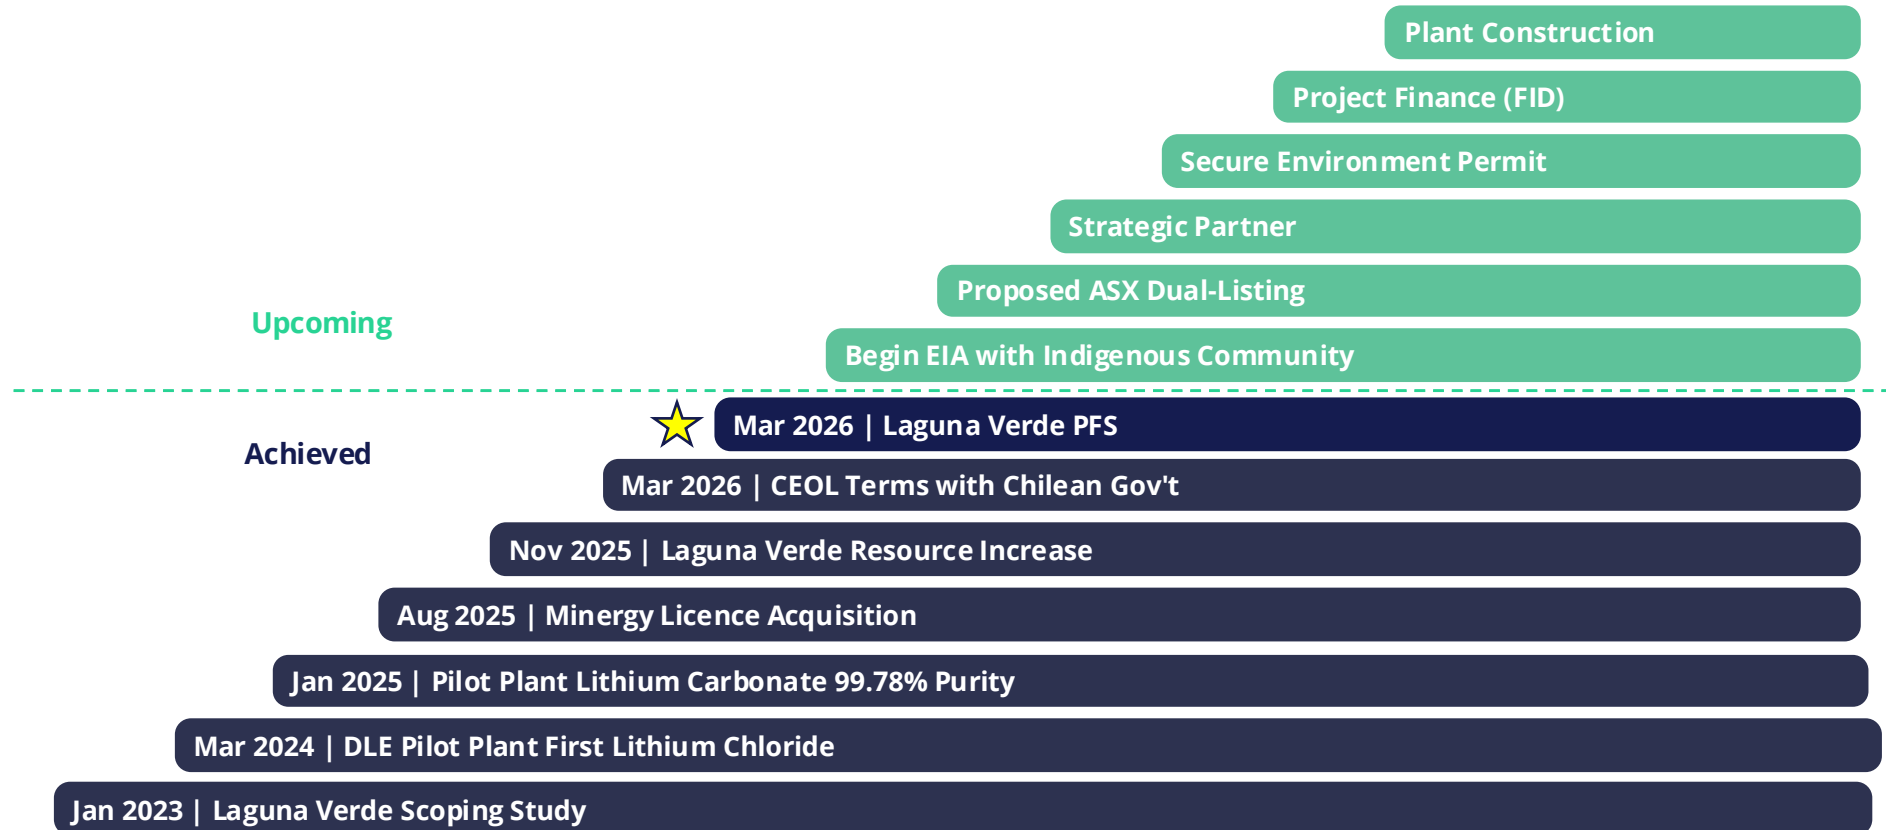 Plant Construction
Project Finance (FID)
Secure Environment Permit
Strategic Partner
Proposed ASX Dual-Listing
Upcoming
Begin EIA with Indigenous Community
Mar 2026 | Laguna Verde PFS
Achieved
Mar 2026 | CEOL Terms with Chilean Gov't
Nov 2025 | Laguna Verde Resource Increase
Aug 2025 | Minergy Licence Acquisition
Jan 2025 | Pilot Plant Lithium Carbonate 99.78% Purity
Mar 2024 | DLE Pilot Plant First Lithium Chloride
Jan 2023 | Laguna Verde Scoping Study